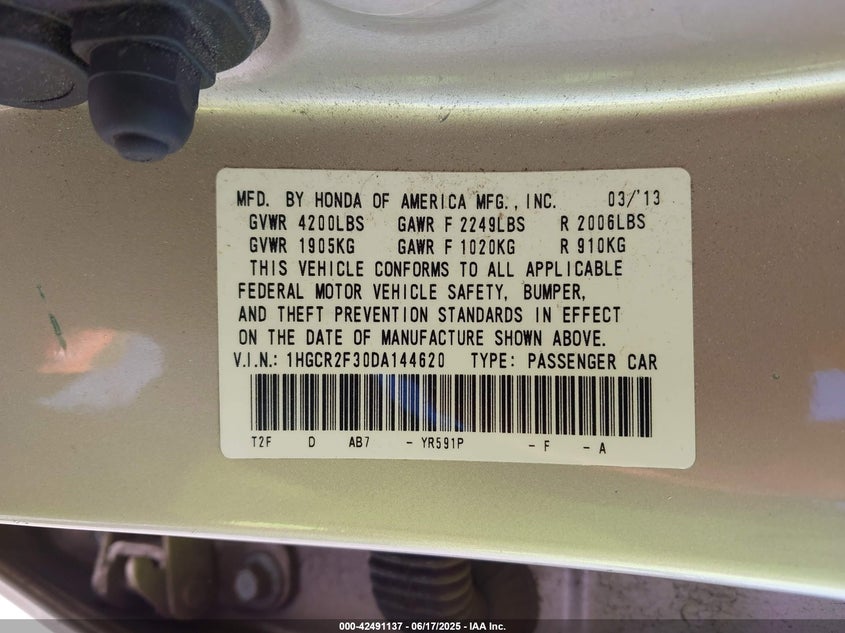 MFD. BY HONDA OF AMERICA MFG., INC. 03/'13
GVWR 4200LBS GAWR F 2249LBS R 2006LBS
GVWR 1905KG GAWR F 1020KG R 910KG
THIS VEHICLE CONFORMS TO ALL APPLICABLE
FEDERAL MOTOR VEHICLE SAFETY, BUMPER,
AND THEFT PREVENTION STANDARDS IN EFFECT
ON THE DATE OF MANUFACTURE SHOWN ABOVE.
V.I.N.: 1HGCR2F30DA144620 TYPE: PASSENGER CAR
T2F D AB7 - YR591P - F - A
000-42491137 - 06/17/2025 - IAA Inc.